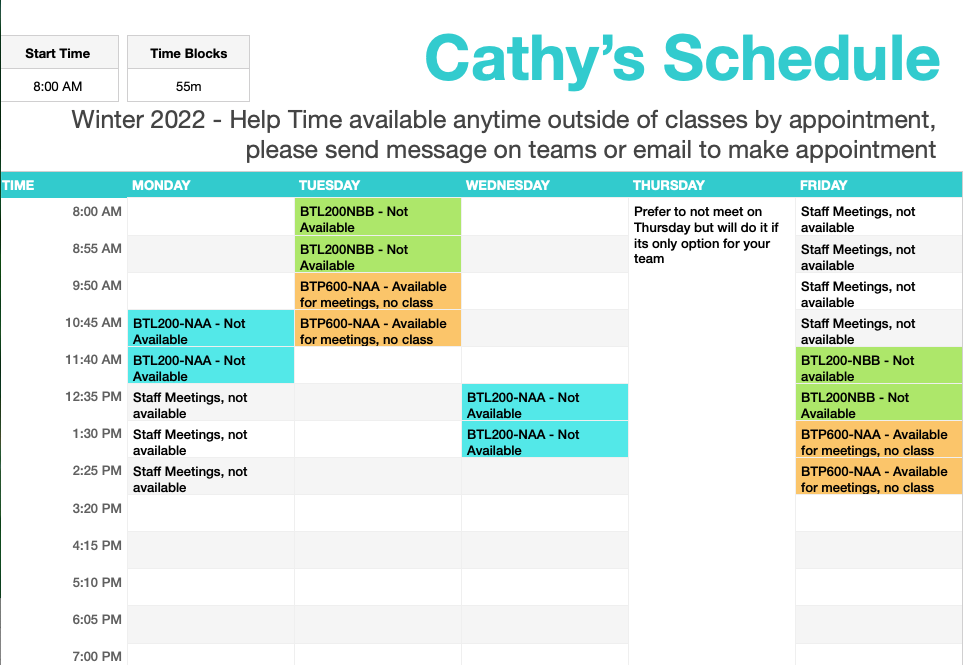 Start Time
Time Blocks
8:00 AM
55m
Cathy's Schedule
Winter 2022 - Help Time available anytime outside of classes by appointment,
please send message on teams or email to make appointment
TIME MONDAY TUESDAY WEDNESDAY THURSDAY FRIDAY
8:00 AM
BTL200NBB - Not
Available
Prefer to not meet on
Thursday but will do it if
its only option for your
team
Staff Meetings, not
available
8:55 AM
BTL200NBB - Not
Available
Staff Meetings, not
available
9:50 AM
BTP600-NAA - Available
for meetings, no class
Staff Meetings, not
available
10:45 AM
BTL200-NAA - Not
Available
BTP600-NAA - Available
for meetings, no class
Staff Meetings, not
available
11:40 AM
BTL200-NAA - Not
Available
BTL200-NBB - Not
available
12:35 PM
Staff Meetings, not
available
BTL200-NAA - Not
Available
BTL200NBB - Not
Available
1:30 PM
Staff Meetings, not
available
BTL200-NAA - Not
Available
BTP600-NAA - Available
for meetings, no class
2:25 PM
Staff Meetings, not
available
BTP600-NAA - Available
for meetings, no class
3:20 PM
4:15 PM
5:10 PM
6:05 PM
7:00 PM